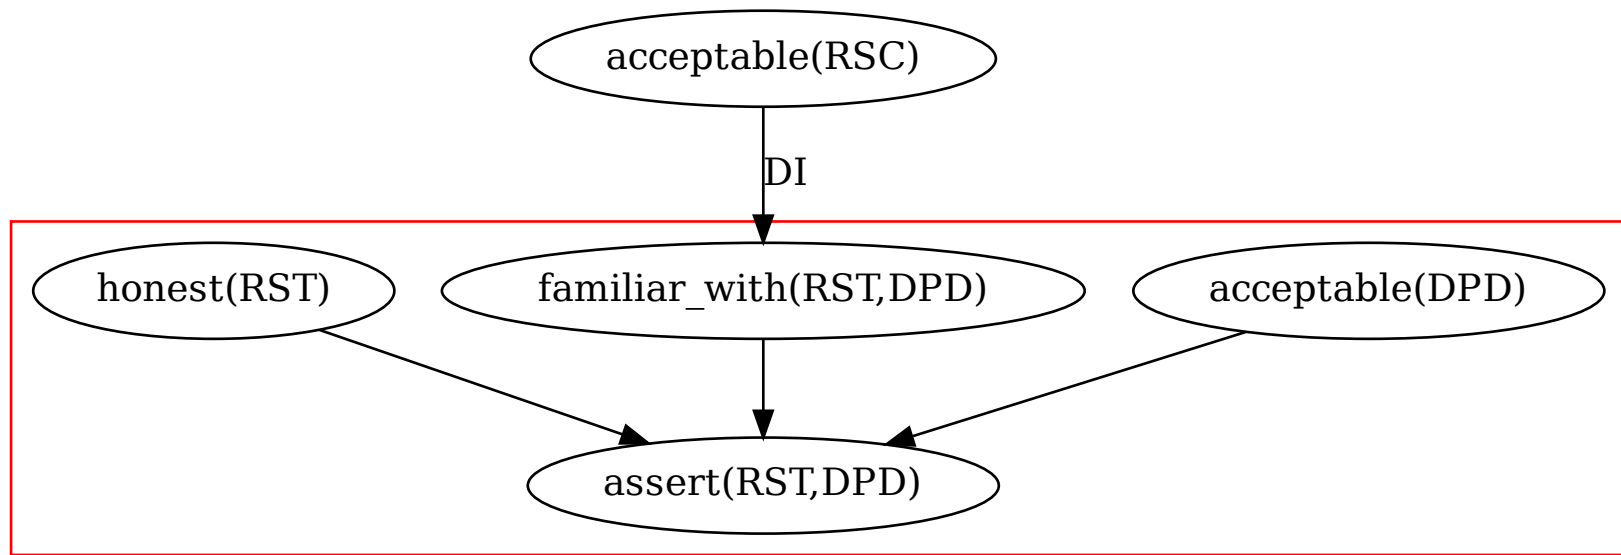 acceptable(RSC)
DI
honest(RST)
familiar_with(RST,DPD)
acceptable(DPD)
assert(RST,DPD)